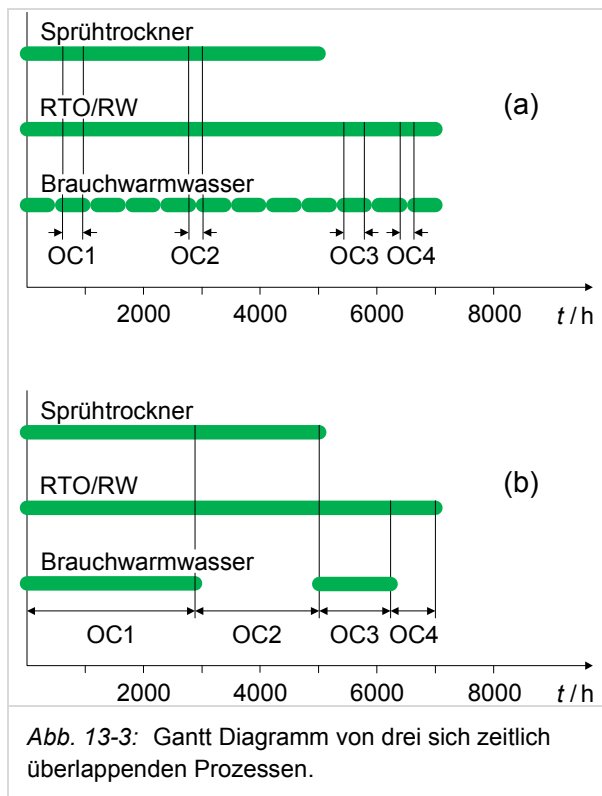 Sprühtrockner
RTO/RW
(a)
Brauchwarmwasser
OC1 OC2 OC3 OC4
2000 4000 6000 8000 t / h
Sprühtrockner
RTO/RW
(b)
Brauchwarmwasser
OC1 OC2 OC3 OC4
2000 4000 6000 8000 t / h
Abb. 13-3: Gantt Diagramm von drei sich zeitlich
überlappenden Prozessen.